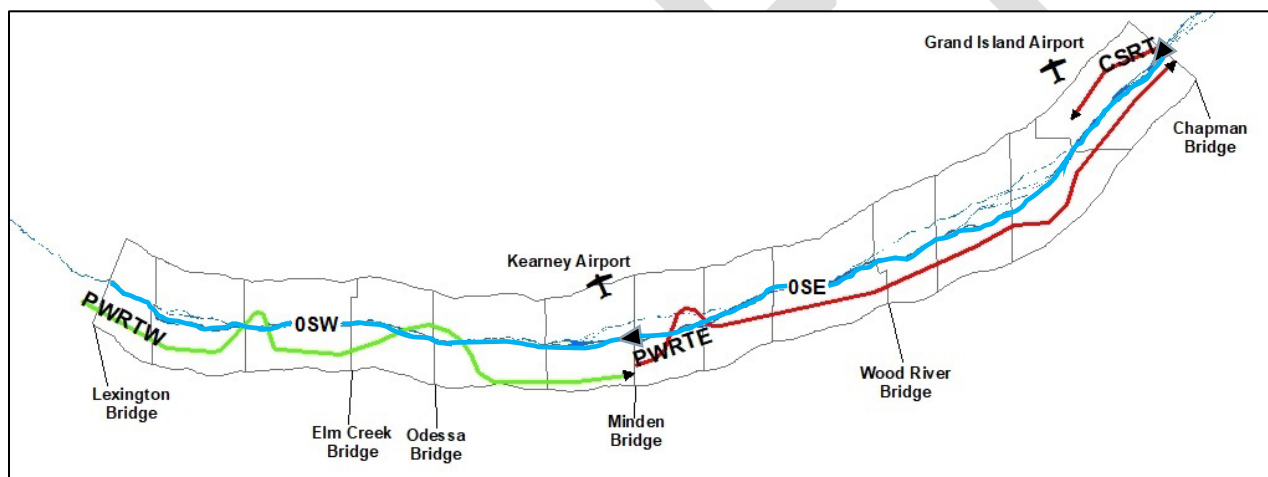 Grand Island Airport
CSRT
Chapman
Bridge
Kearney Airport
0SE
PWRTW
0SW
PWRTE
Wood River
Bridge
Lexington
Bridge
Elm Creek
Bridge
Odessa
Bridge
Minden
Bridge